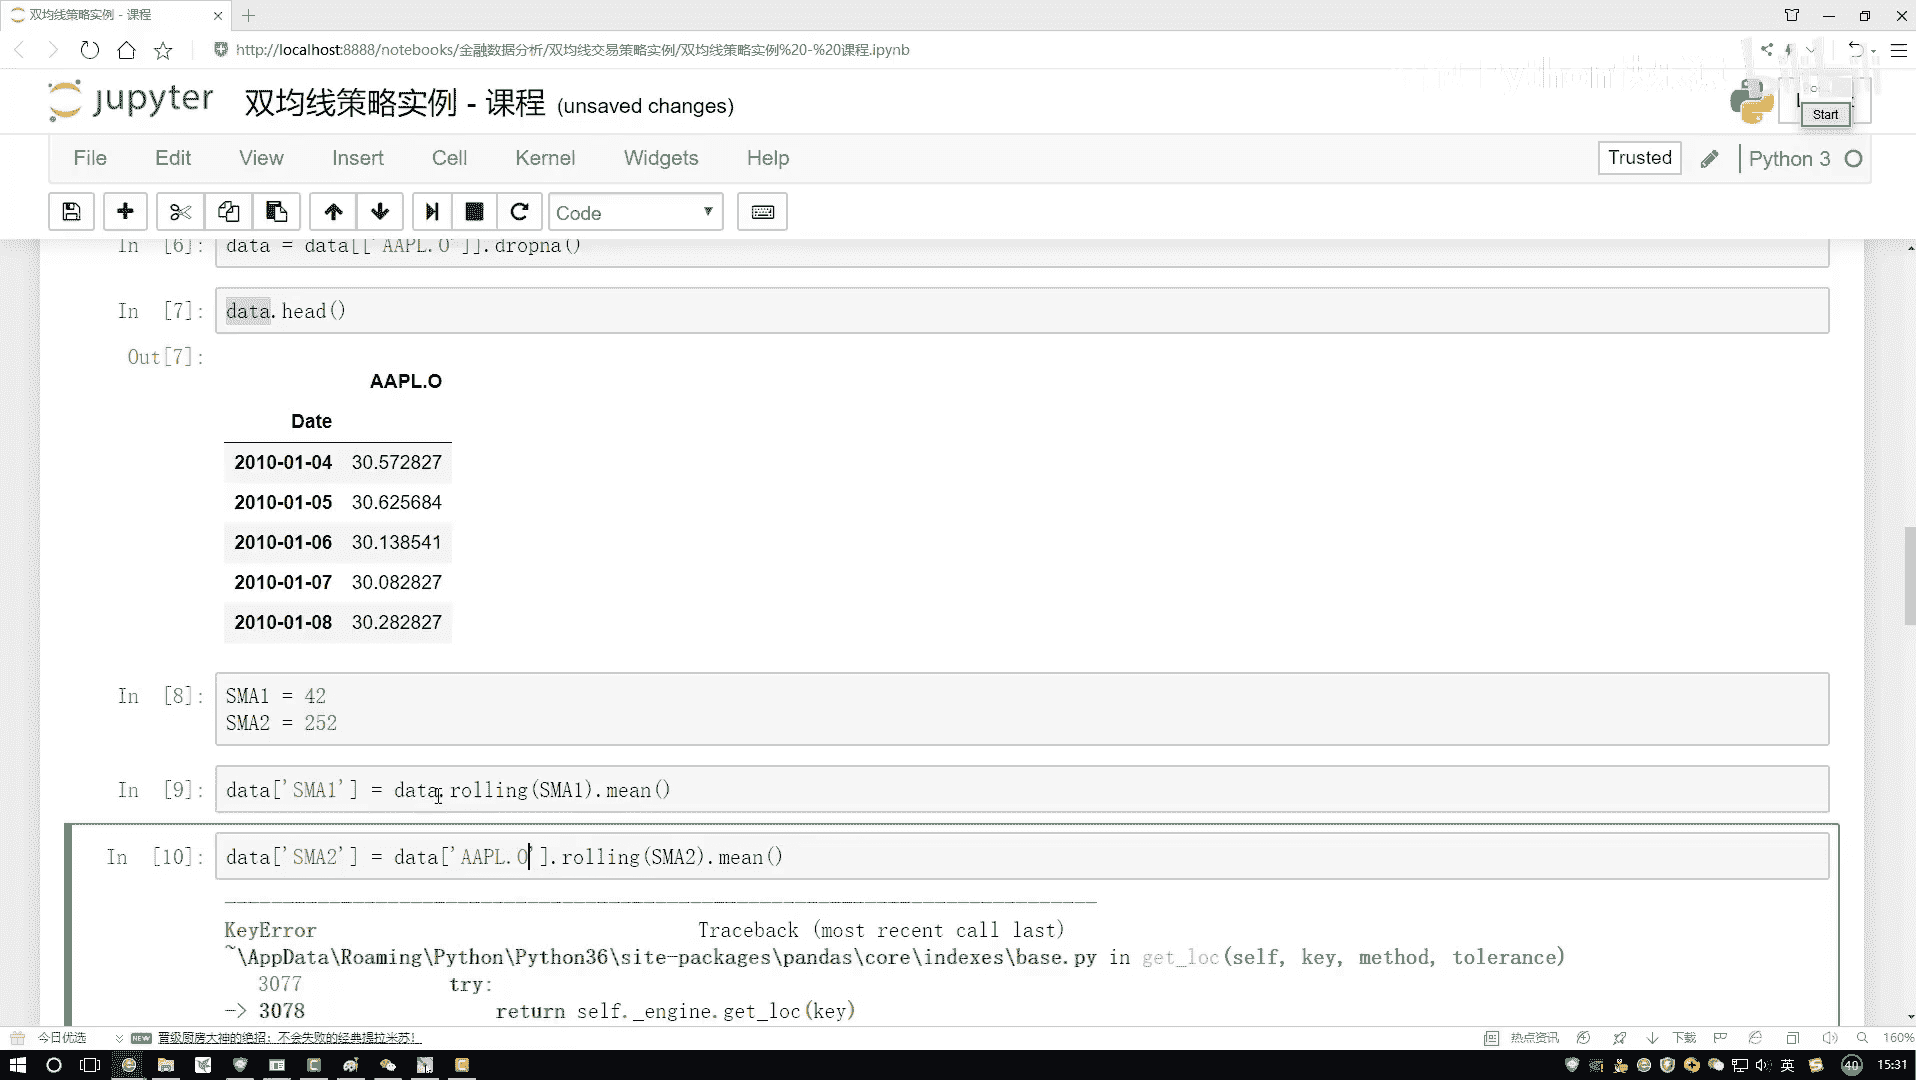 双均线策略实例 - 课程
http://localhost:8888/notebooks/金融数据分析/双均线交易策略实例/双均线策略实例%20-%20课程.ipynb
jupyter 双均线策略实例 - 课程 (unsaved changes)
Start
File Edit View Insert Cell Kernel Widgets Help
Trusted Python 3
Code
In [6]: data = data[['AAPL.O']].dropna()
In [7]: data.head()
Out[7]:
AAPL.O
Date
2010-01-04 30.572827
2010-01-05 30.625684
2010-01-06 30.138541
2010-01-07 30.082827
2010-01-08 30.282827
In [8]: SMA1 = 42
SMA2 = 252
In [9]: data['SMA1'] = data.rolling(SMA1).mean()
In [10]: data['SMA2'] = data['AAPL.O'].rolling(SMA2).mean()
KeyError Traceback (most recent call last)
~\AppData\Roaming\Python\Python36\site-packages\pandas\core\indexes\base.py in get_loc(self, key, method, tolerance)
3077 try:
-> 3078 return self._engine.get_loc(key)
今日优选 NEW 晋级厨房大神的绝招：不会失败的经典提拉米苏！ 热点资讯 下载 160%
英 40 15:31